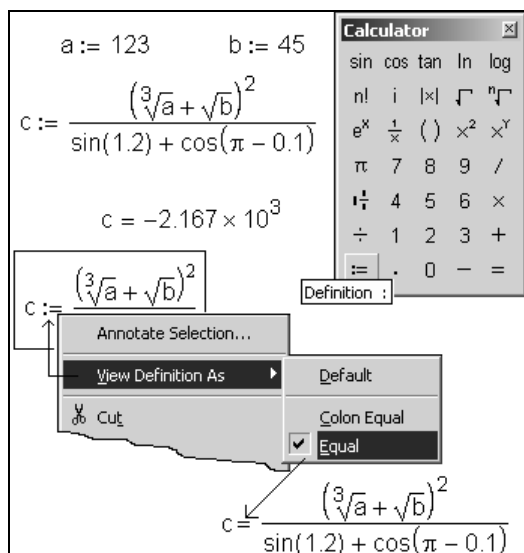 a := 123 b := 45
c := (∛a + √b)² / sin(1.2) + cos(π − 0.1)
c = −2.167 × 10³
Calculator
sin cos tan ln log
n! i |×| √ ⁿ√
eˣ 1/x ( ) ×² ×ʸ
π 7 8 9 /
4 5 6 ×
÷ 1 2 3 +
:= . 0 − =
Definition :
c := (∛a + √b)²
Annotate Selection...
View Definition As
Cut
Default
Colon Equal
Equal
c = (∛a + √b)² / sin(1.2) + cos(π − 0.1)